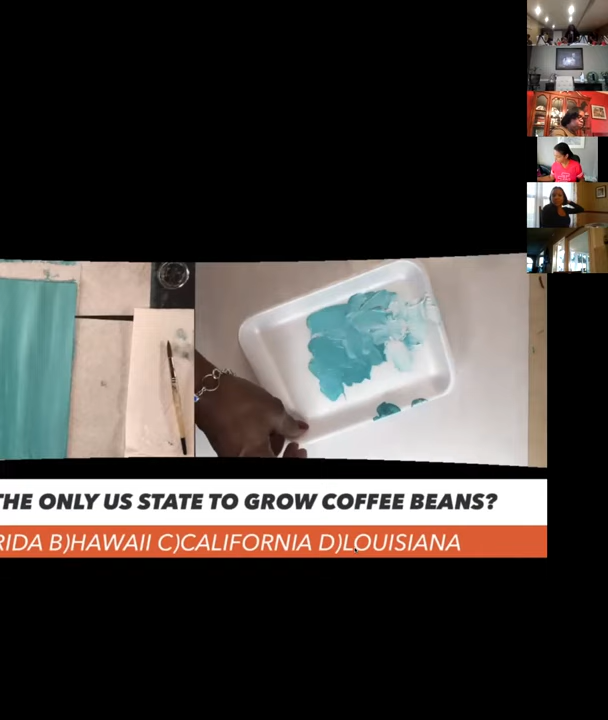 THE ONLY US STATE TO GROW COFFEE BEANS?
RIDA B)HAWAII C)CALIFORNIA D)LOUISIANA